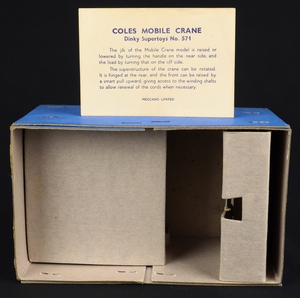 COLES MOBILE CRANE
Dinky Supertoys No. 571
The jib of the Mobile Crane model is raised or
lowered by turning the handle on the near side, and
the load by turning that on the off side.
The superstructure of the crane can be rotated.
It is hinged at the rear, and the front can be raised by
a smart pull upward, giving access to the winding shafts
to allow renewal of the cords when necessary.
MECCANO LIMITED